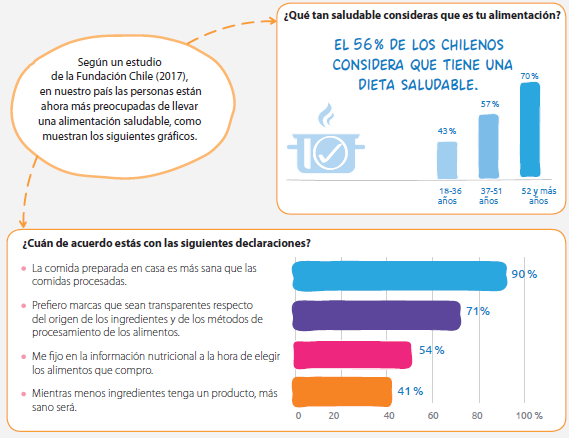 Según un estudio
de la Fundación Chile (2017),
en nuestro país las personas están
ahora más preocupadas de llevar
una alimentación saludable, como
muestran los siguientes gráficos.
¿Qué tan saludable consideras que es tu alimentación?
EL 56% DE LOS CHILENOS
CONSIDERA QUE TIENE UNA
DIETA SALUDABLE.
43 %
57 %
70 %
18-36
años
37-51
años
52 y más
años
¿Cuán de acuerdo estás con las siguientes declaraciones?
• La comida preparada en casa es más sana que las
comidas procesadas.
90 %
• Prefiero marcas que sean transparentes respecto
del origen de los ingredientes y de los métodos de
procesamiento de los alimentos.
71%
• Me fijo en la información nutricional a la hora de elegir
los alimentos que compro.
54 %
• Mientras menos ingredientes tenga un producto, más
sano será.
41 %
0 20 40 60 80 100 %